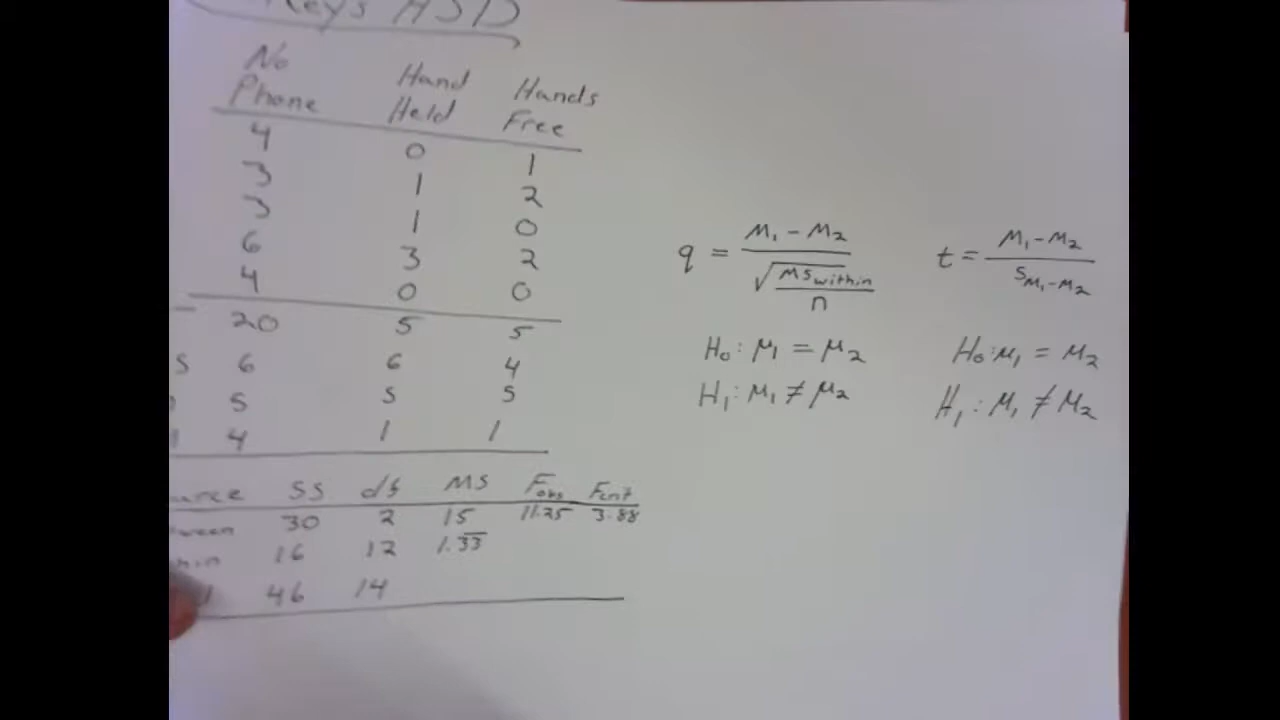 HSD
No Phone	Hand Held	Hands Free
4	0	1
3	1	2
3	1	0
6	3	2
4	0	0
20	5	5
S	6	6	4
5	5	5
4	1	1
SS	df	MS	Fobs	Fcrit
30	2	15	11.25	3.88
16	12	1.33̅
46	14
q = M₁ - M₂ / √(MSwithin / n)
H₀: μ₁ = μ₂
H₁: μ₁ ≠ μ₂
t = M₁ - M₂ / sM₁-M₂
H₀: μ₁ = μ₂
H₁: μ₁ ≠ μ₂